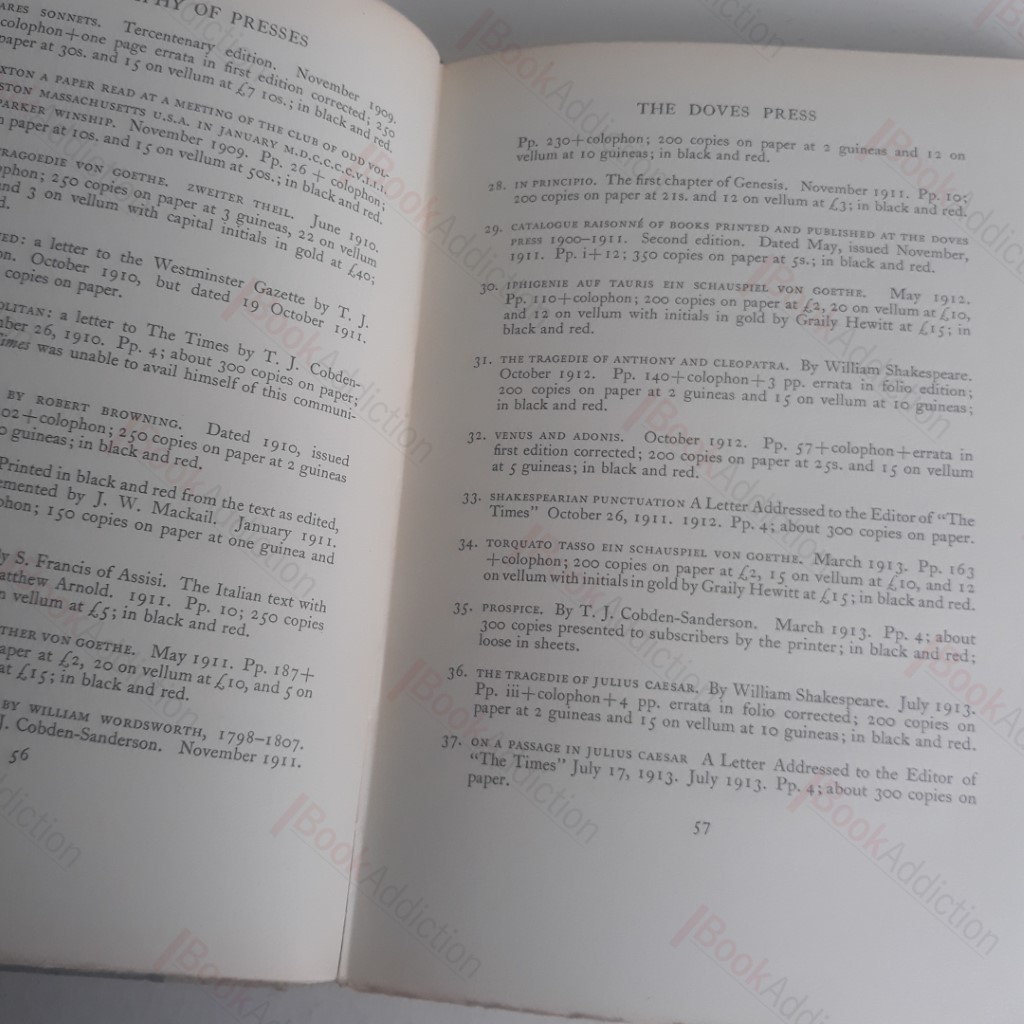 HY OF PRESSES
ARES SONNETS. Tercentenary edition. November 1909.
colophon+one page errata in first edition corrected; 250
paper at 30s. and 15 on vellum at £7 10s.; in black and red.
XTON A PAPER READ AT A MEETING OF THE CLUB OF ODD VOL-
STON MASSACHUSETTS U.S.A. IN JANUARY M.D.C.C.C.C.V.I.I.I.
PARKER WINSHIP. November 1909. Pp. 26 + colophon;
n paper at 10s. and 15 on vellum at 50s.; in black and red.
RAGOEDIE VON GOETHE. ZWEITER THEIL. June 1910.
ophon; 250 copies on paper at 3 guineas, 22 on vellum
and 3 on vellum with capital initials in gold at £40;
d.
ED: a letter to the Westminster Gazette by T. J.
on. October 1910, but dated 19 October 1911.
copies on paper.
OLITAN: a letter to The Times by T. J. Cobden-
mber 26, 1910. Pp. 4; about 300 copies on paper;
Times was unable to avail himself of this communi-
BY ROBERT BROWNING. Dated 1910, issued
02+colophon; 250 copies on paper at 2 guineas
0 guineas; in black and red.
Printed in black and red from the text as edited,
emented by J. W. Mackail. January 1911.
phon; 150 copies on paper at one guinea and
by S. Francis of Assisi. The Italian text with
atthew Arnold. 1911. Pp. 10; 250 copies
n vellum at £5; in black and red.
THER VON GOETHE. May 1911. Pp. 187+
aper at £2, 20 on vellum at £10, and 5 on
at £15; in black and red.
BY WILLIAM WORDSWORTH, 1798–1807.
J. Cobden-Sanderson. November 1911.
56
THE DOVES PRESS
Pp. 230+colophon; 200 copies on paper at 2 guineas and 12 on
vellum at 10 guineas; in black and red.
28. IN PRINCIPIO. The first chapter of Genesis. November 1911. Pp. 10;
200 copies on paper at 21s. and 12 on vellum at £3; in black and red.
29. CATALOGUE RAISONNÉ OF BOOKS PRINTED AND PUBLISHED AT THE DOVES
PRESS 1900–1911. Second edition. Dated May, issued November,
1911. Pp. i+12; 350 copies on paper at 5s.; in black and red.
30. IPHIGENIE AUF TAURIS EIN SCHAUSPIEL VON GOETHE. May 1912.
Pp. 110+colophon; 200 copies on paper at £2, 20 on vellum at £10,
and 12 on vellum with initials in gold by Graily Hewitt at £15; in
black and red.
31. THE TRAGEDIE OF ANTHONY AND CLEOPATRA. By William Shakespeare.
October 1912. Pp. 140+colophon+3 pp. errata in folio edition;
200 copies on paper at 2 guineas and 15 on vellum at 10 guineas;
in black and red.
32. VENUS AND ADONIS. October 1912. Pp. 57+colophon+errata in
first edition corrected; 200 copies on paper at 25s. and 15 on vellum
at 5 guineas; in black and red.
33. SHAKESPEARIAN PUNCTUATION A Letter Addressed to the Editor of "The
Times" October 26, 1911. 1912. Pp. 4; about 300 copies on paper.
34. TORQUATO TASSO EIN SCHAUSPIEL VON GOETHE. March 1913. Pp. 163
+colophon; 200 copies on paper at £2, 15 on vellum at £10, and 12
on vellum with initials in gold by Graily Hewitt at £15; in black and red.
35. PROSPICE. By T. J. Cobden-Sanderson. March 1913. Pp. 4; about
300 copies presented to subscribers by the printer; in black and red;
loose in sheets.
36. THE TRAGEDIE OF JULIUS CAESAR. By William Shakespeare. July 1913.
Pp. iii+colophon+4 pp. errata in folio corrected; 200 copies on
paper at 2 guineas and 15 on vellum at 10 guineas; in black and red.
37. ON A PASSAGE IN JULIUS CAESAR A Letter Addressed to the Editor of
"The Times" July 17, 1913. July 1913. Pp. 4; about 300 copies on
paper.
57
BookAddiction